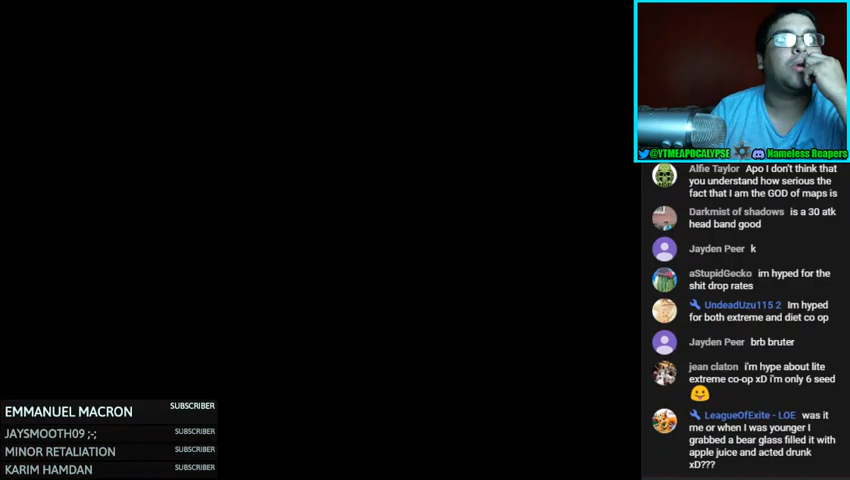 @YTMEAPOCALYPSE Nameless Reapers
Alfie Taylor Apo I don't think that
you understand how serious the
fact that I am the GOD of maps is
Darkmist of shadows is a 30 atk
head band good
Jayden Peer k
aStupidGecko im hyped for the
shit drop rates
UndeadUzu115 2 Im hyped
for both extreme and diet co op
Jayden Peer brb bruter
jean claton i'm hype about lite
extreme co-op xD i'm only 6 seed
LeagueOfExite - LOE was it
me or when I was younger I
grabbed a bear glass filled it with
apple juice and acted drunk
xD???
EMMANUEL MACRON SUBSCRIBER
JAYSMOOTH09 ;-; SUBSCRIBER
MINOR RETALIATION SUBSCRIBER
KARIM HAMDAN SUBSCRIBER